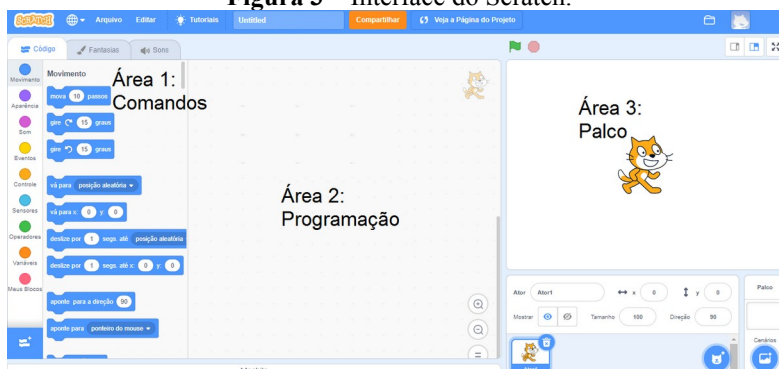 Figura 3 - Interface do Scratch.
SCRATCH Arquivo Editar Tutoriais Untitled Compartilhar Veja a Página do Projeto
Código Fantasias Sons
Movimento
Aparência
Som
Eventos
Controle
Sensores
Operadores
Variáveis
Meus Blocos
Movimento
mova 10 passos
gire 15 graus
gire 15 graus
vá para posição aleatória
vá para x: 0 y: 0
deslize por 1 segs. até posição aleatória
deslize por 1 segs. até x: 0 y: 0
aponte para a direção 90
aponte para ponteiro do mouse
Área 1:
Comandos
Área 2:
Programação
Área 3:
Palco
Ator Ator1 x 0 y 0
Mostrar Tamanho 100 Direção 90
Palco
Cenários